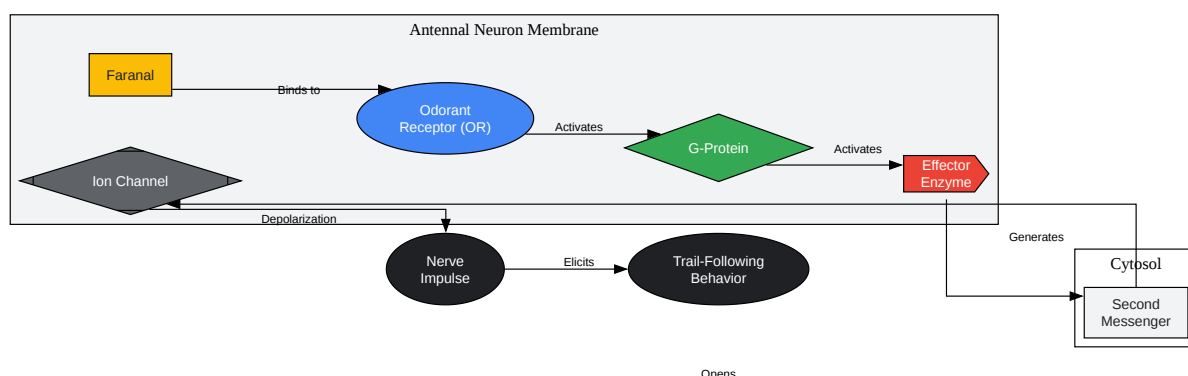 Antennal Neuron Membrane
Faranal
Binds to
Odorant
Receptor (OR)
Activates
G-Protein
Activates
Effector
Enzyme
Ion Channel
Depolarization
Generates
Nerve
Impulse
Elicits
Trail-Following
Behavior
Cytosol
Second
Messenger
Opens